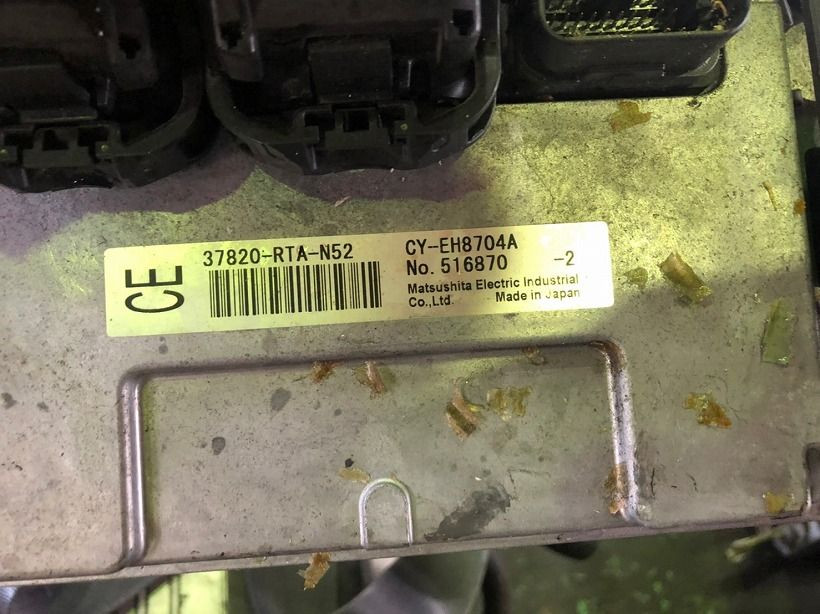 CE
37820-RTA-N52
CY-EH8704A
No. 516870 -2
Matsushita Electric Industrial
Co.,Ltd. Made in Japan